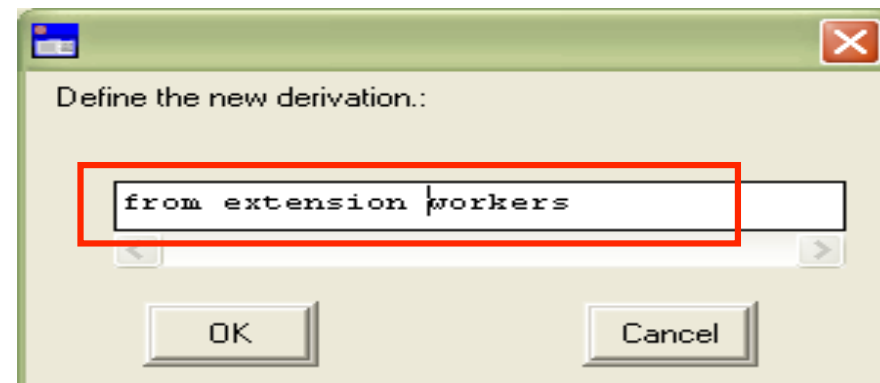 Define the new derivation.:
from extension workers
OK
Cancel